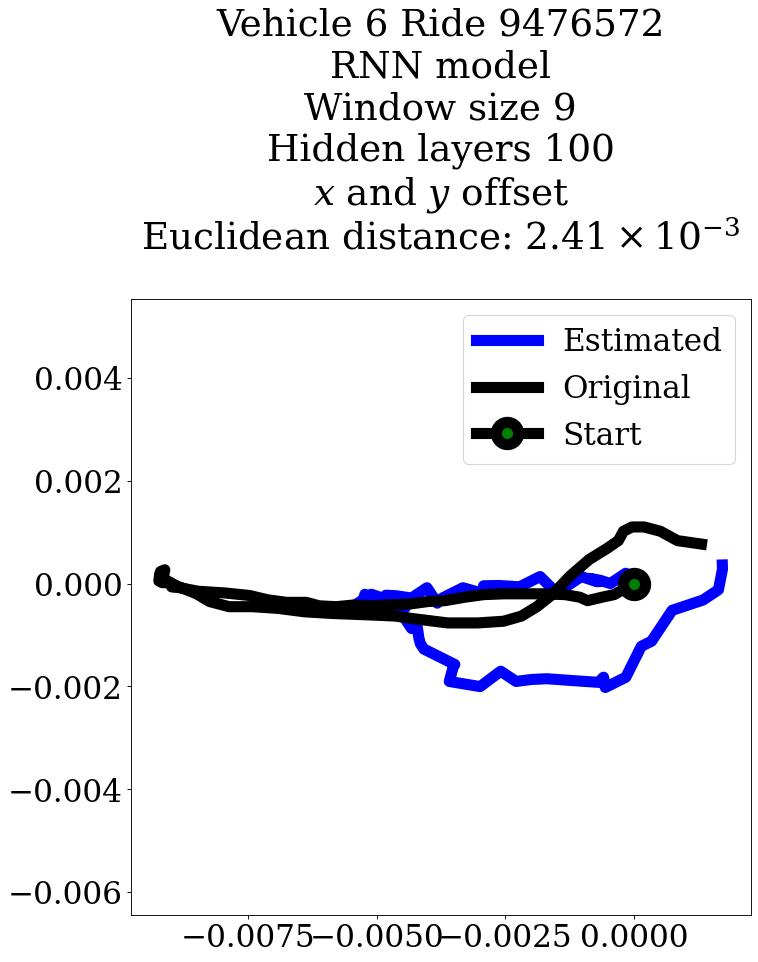 Vehicle 6 Ride 9476572
RNN model
Window size 9
Hidden layers 100
x and y offset
Euclidean distance: 2.41 × 10⁻³
Estimated
Original
Start
0.004
0.002
0.000
−0.002
−0.004
−0.006
−0.0075 −0.0050 −0.0025 0.0000